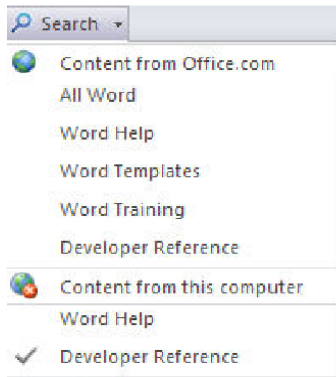 Search
Content from Office.com
All Word
Word Help
Word Templates
Word Training
Developer Reference
Content from this computer
Word Help
Developer Reference